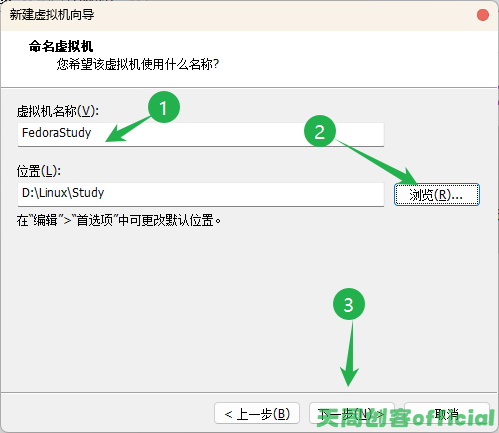 新建虚拟机向导
命名虚拟机
您希望该虚拟机使用什么名称?
虚拟机名称(V):
1
FedoraStudy
2
位置(L):
D:\Linux\Study
浏览(R)...
在“编辑”>“首选项”中可更改默认位置。
3
< 上一步(B)
下一步(N) >
取消
天局创客official